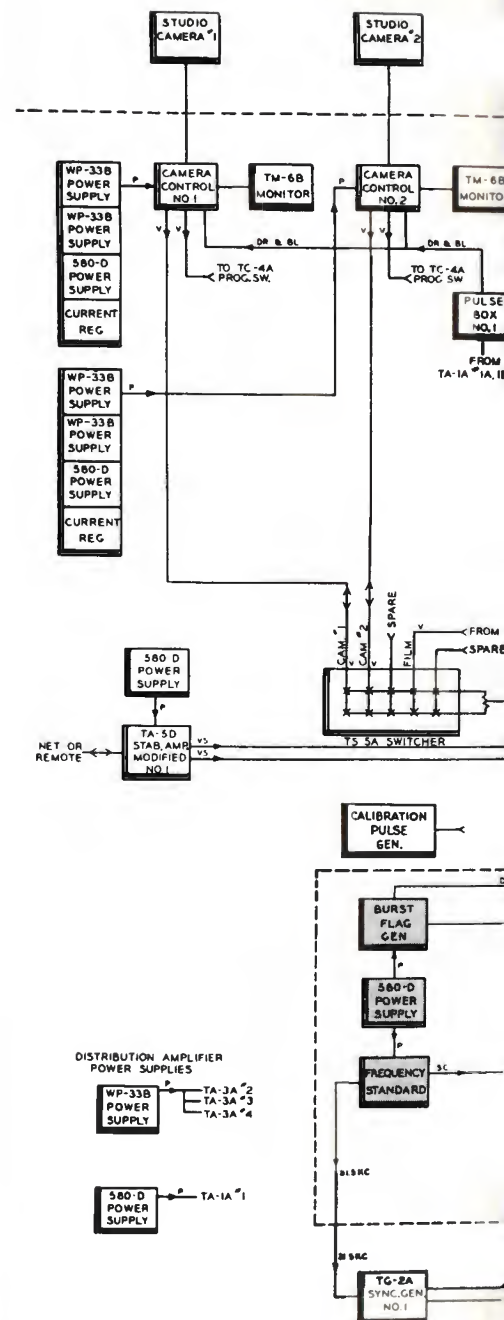 STUDIO
CAMERA #1
STUDIO
CAMERA #2
WP-33B
POWER
SUPPLY
WP-33B
POWER
SUPPLY
580-D
POWER
SUPPLY
CURRENT
REG
P
CAMERA
CONTROL
NO.1
TM-6B
MONITOR
P
CAMERA
CONTROL
NO.2
TM-6B
MONITO
V
V
DR & BL
V
V
DR & BL
TO TC-4A
PROG. SW.
TO TC-4A
PROG. SW
PULSE
BOX
NO.1
FROM
TA-1A #1A, 1B
WP-33B
POWER
SUPPLY
WP-33B
POWER
SUPPLY
580-D
POWER
SUPPLY
CURRENT
REG
P
CAM. #1
V
CAM. #2
V
SPARE
FILM
V
FROM
SPARE
TS 5A SWITCHER
580 D
POWER
SUPPLY
P
NET OR
REMOTE
TA-5D
STAB. AMP.
MODIFIED
NO.1
VS
VS
CALIBRATION
PULSE
GEN.
BURST
FLAG
GEN
P
580-D
POWER
SUPPLY
P
FREQUENCY
STANDARD
SC
DISTRIBUTION AMPLIFIER
POWER SUPPLIES
WP-33B
POWER
SUPPLY
P
TA-3A #2
TA-3A #3
TA-3A #4
580-D
POWER
SUPPLY
P
TA-1A #1
31.5KC
31.5KC
TG-2A
SYNC. GEN.
NO.1